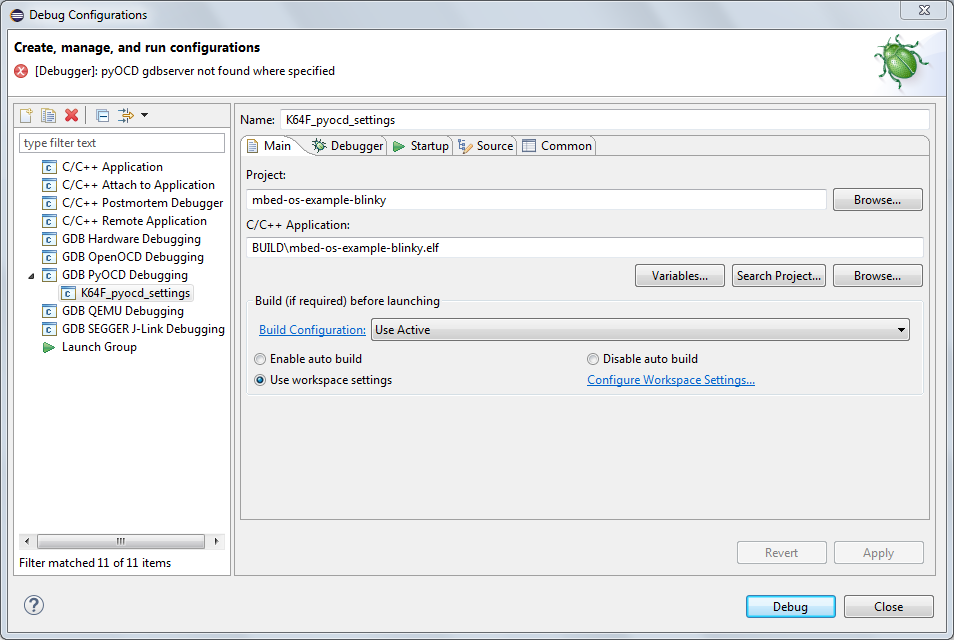 Debug Configurations
Create, manage, and run configurations
[Debugger]: pyOCD gdbserver not found where specified
type filter text
C/C++ Application
C/C++ Attach to Application
C/C++ Postmortem Debugger
C/C++ Remote Application
GDB Hardware Debugging
GDB OpenOCD Debugging
GDB PyOCD Debugging
K64F_pyocd_settings
GDB QEMU Debugging
GDB SEGGER J-Link Debugging
Launch Group
Filter matched 11 of 11 items
Name: K64F_pyocd_settings
Main Debugger Startup Source Common
Project:
mbed-os-example-blinky Browse...
C/C++ Application:
BUILD\mbed-os-example-blinky.elf
Variables... Search Project... Browse...
Build (if required) before launching
Build Configuration: Use Active
Enable auto build Disable auto build
Use workspace settings Configure Workspace Settings...
Revert Apply
? Debug Close